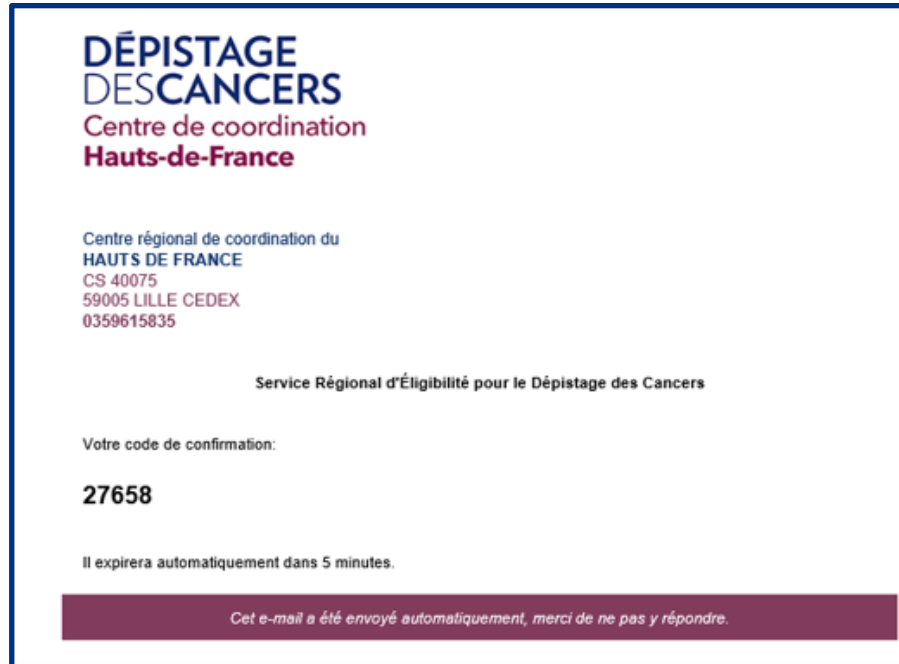 DÉPISTAGE
DESCANCERS
Centre de coordination
Hauts-de-France
Centre régional de coordination du
HAUTS DE FRANCE
CS 40075
59005 LILLE CEDEX
0359615835
Service Régional d'Éligibilité pour le Dépistage des Cancers
Votre code de confirmation:
27658
Il expirera automatiquement dans 5 minutes.
Cet e-mail a été envoyé automatiquement, merci de ne pas y répondre.